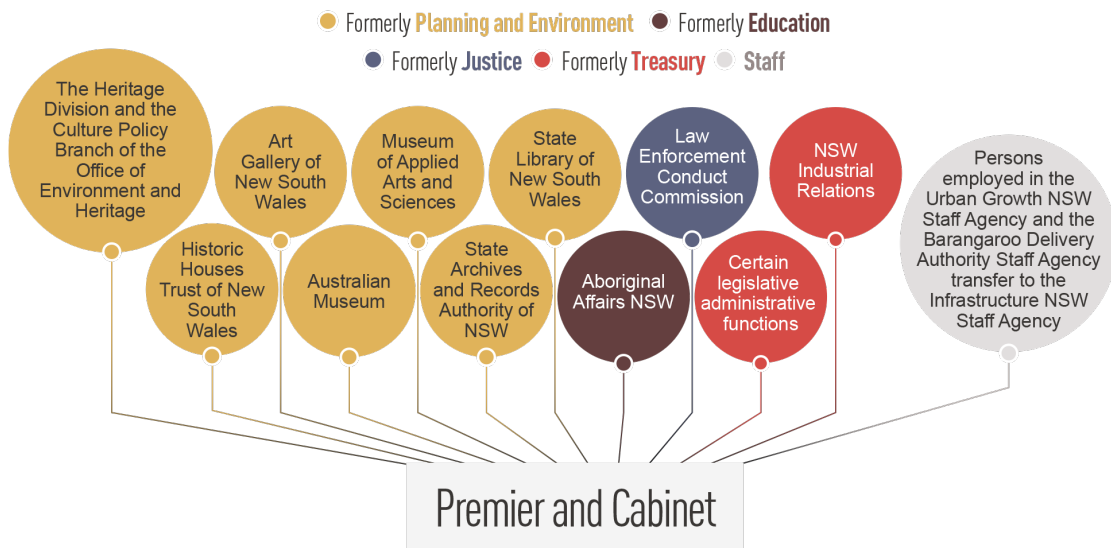 Formerly Planning and Environment
Formerly Education
Formerly Justice
Formerly Treasury
Staff
The Heritage
Division and the
Culture Policy
Branch of the
Office of
Environment and
Heritage
Historic
Houses
Trust of New
South
Wales
Art
Gallery of
New South
Wales
Australian
Museum
Museum
of Applied
Arts and
Sciences
State
Archives
and Records
Authority of
NSW
State
Library of
New South
Wales
Aboriginal
Affairs NSW
Law
Enforcement
Conduct
Commission
Certain
legislative
administrative
functions
NSW
Industrial
Relations
Persons
employed in the
Urban Growth NSW
Staff Agency and the
Barangaroo Delivery
Authority Staff Agency
transfer to the
Infrastructure NSW
Staff Agency
Premier and Cabinet